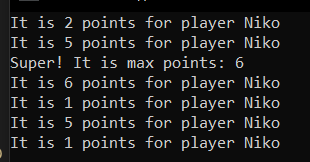 It is 2 points for player Niko
It is 5 points for player Niko
Super! It is max points: 6
It is 6 points for player Niko
It is 1 points for player Niko
It is 5 points for player Niko
It is 1 points for player Niko